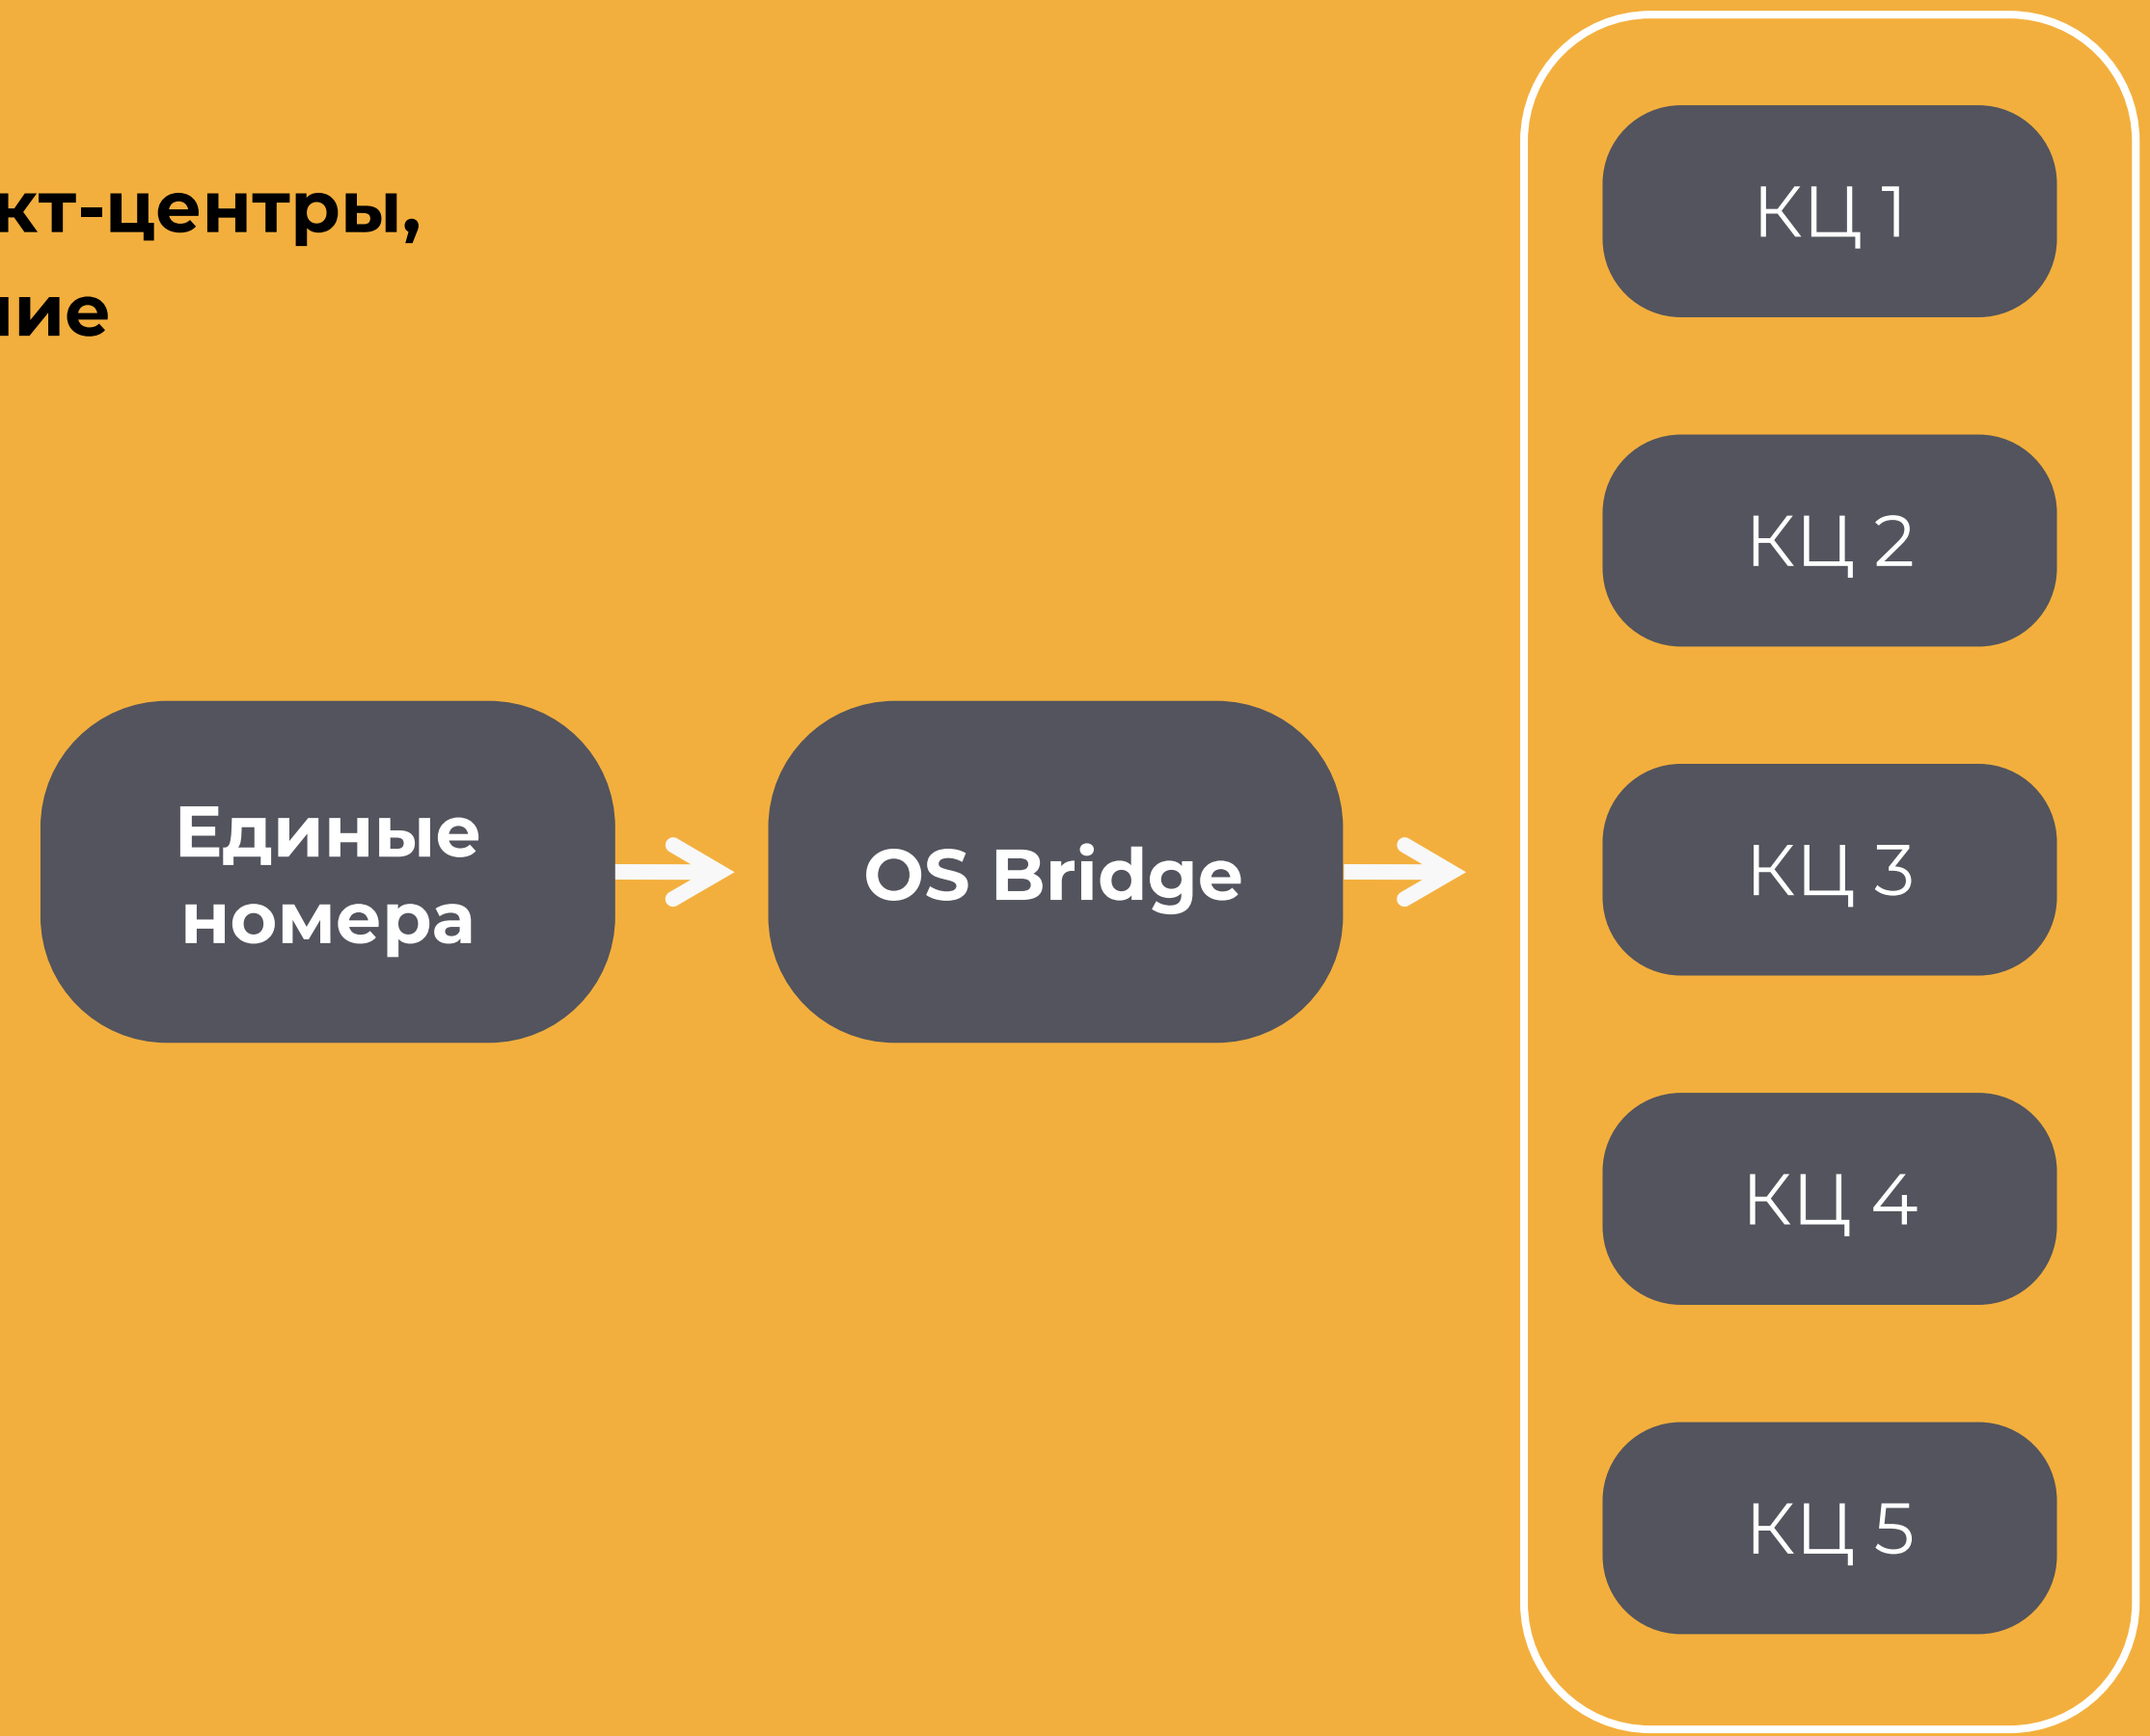 кт-центры,
ние
Единые
номера
OS Bridge
КЦ 1
КЦ 2
КЦ 3
КЦ 4
КЦ 5